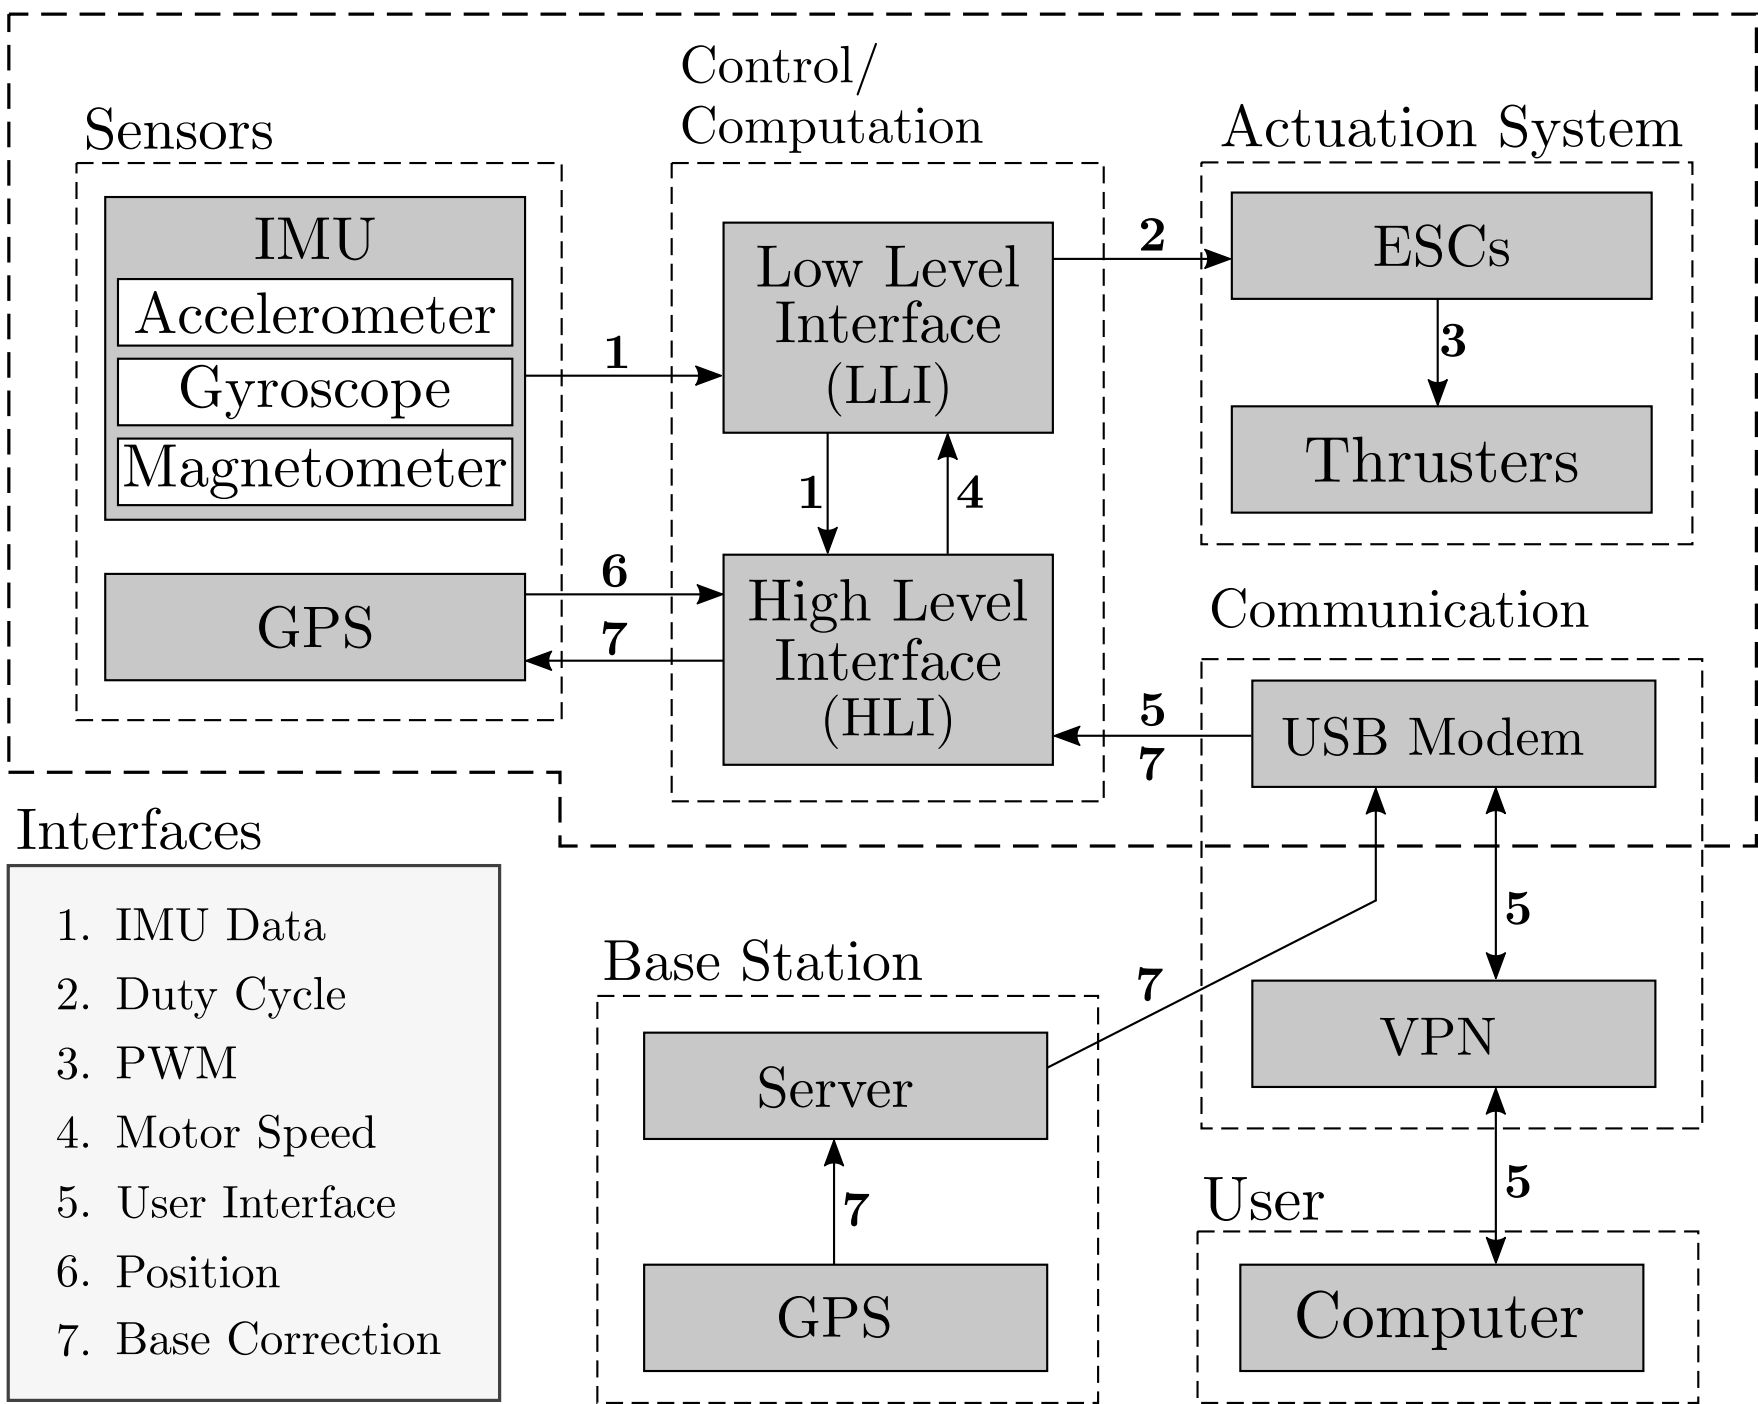 Control/
Computation
Sensors
Actuation System
IMU
Accelerometer
Gyroscope
Magnetometer
1
Low Level
Interface
(LLI)
2
ESCs
3
Thrusters
1
4
GPS
6
7
High Level
Interface
(HLI)
Communication
5
7
USB Modem
5
VPN
Interfaces
1. IMU Data
2. Duty Cycle
3. PWM
4. Motor Speed
5. User Interface
6. Position
7. Base Correction
Base Station
7
Server
7
GPS
5
User
Computer